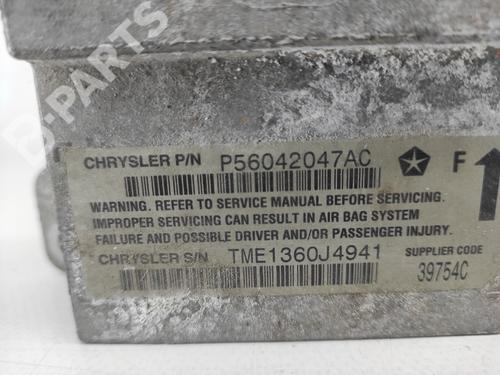 B-PARTS
CHRYSLER P/N P56042047AC F
WARNING. REFER TO SERVICE MANUAL BEFORE SERVICING.
IMPROPER SERVICING CAN RESULT IN AIR BAG SYSTEM
FAILURE AND POSSIBLE DRIVER AND/OR PASSENGER INJURY.
CHRYSLER S/N TME1360J4941 SUPPLIER CODE
39754C